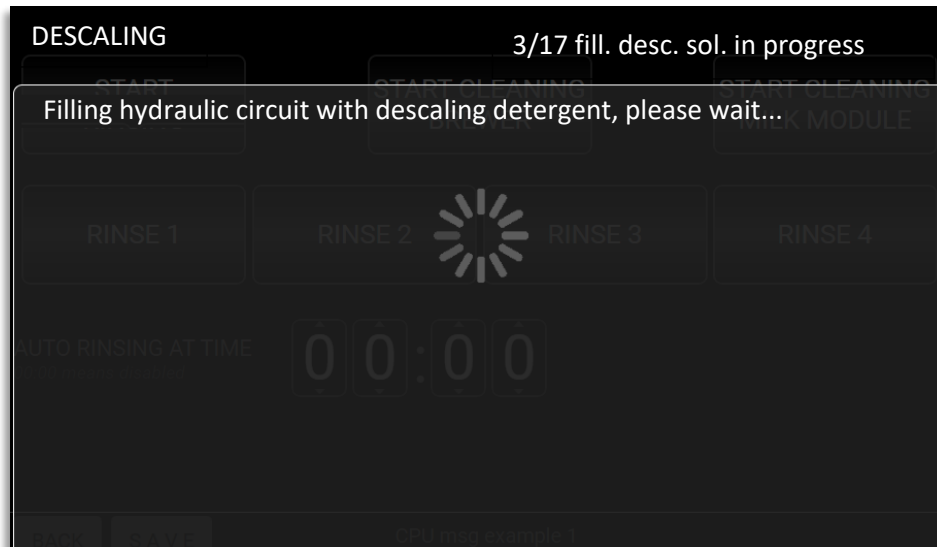 DESCALING
3/17 fill. desc. sol. in progress
START
START CLEANING
START CLEANING
Filling hydraulic circuit with descaling detergent, please wait...
BREWER
MILK MODULE
RINSE 1
RINSE 2
RINSE 3
RINSE 4
AUTO RINSING AT TIME
00:00
BACK
SAVE
CPU msg example 1